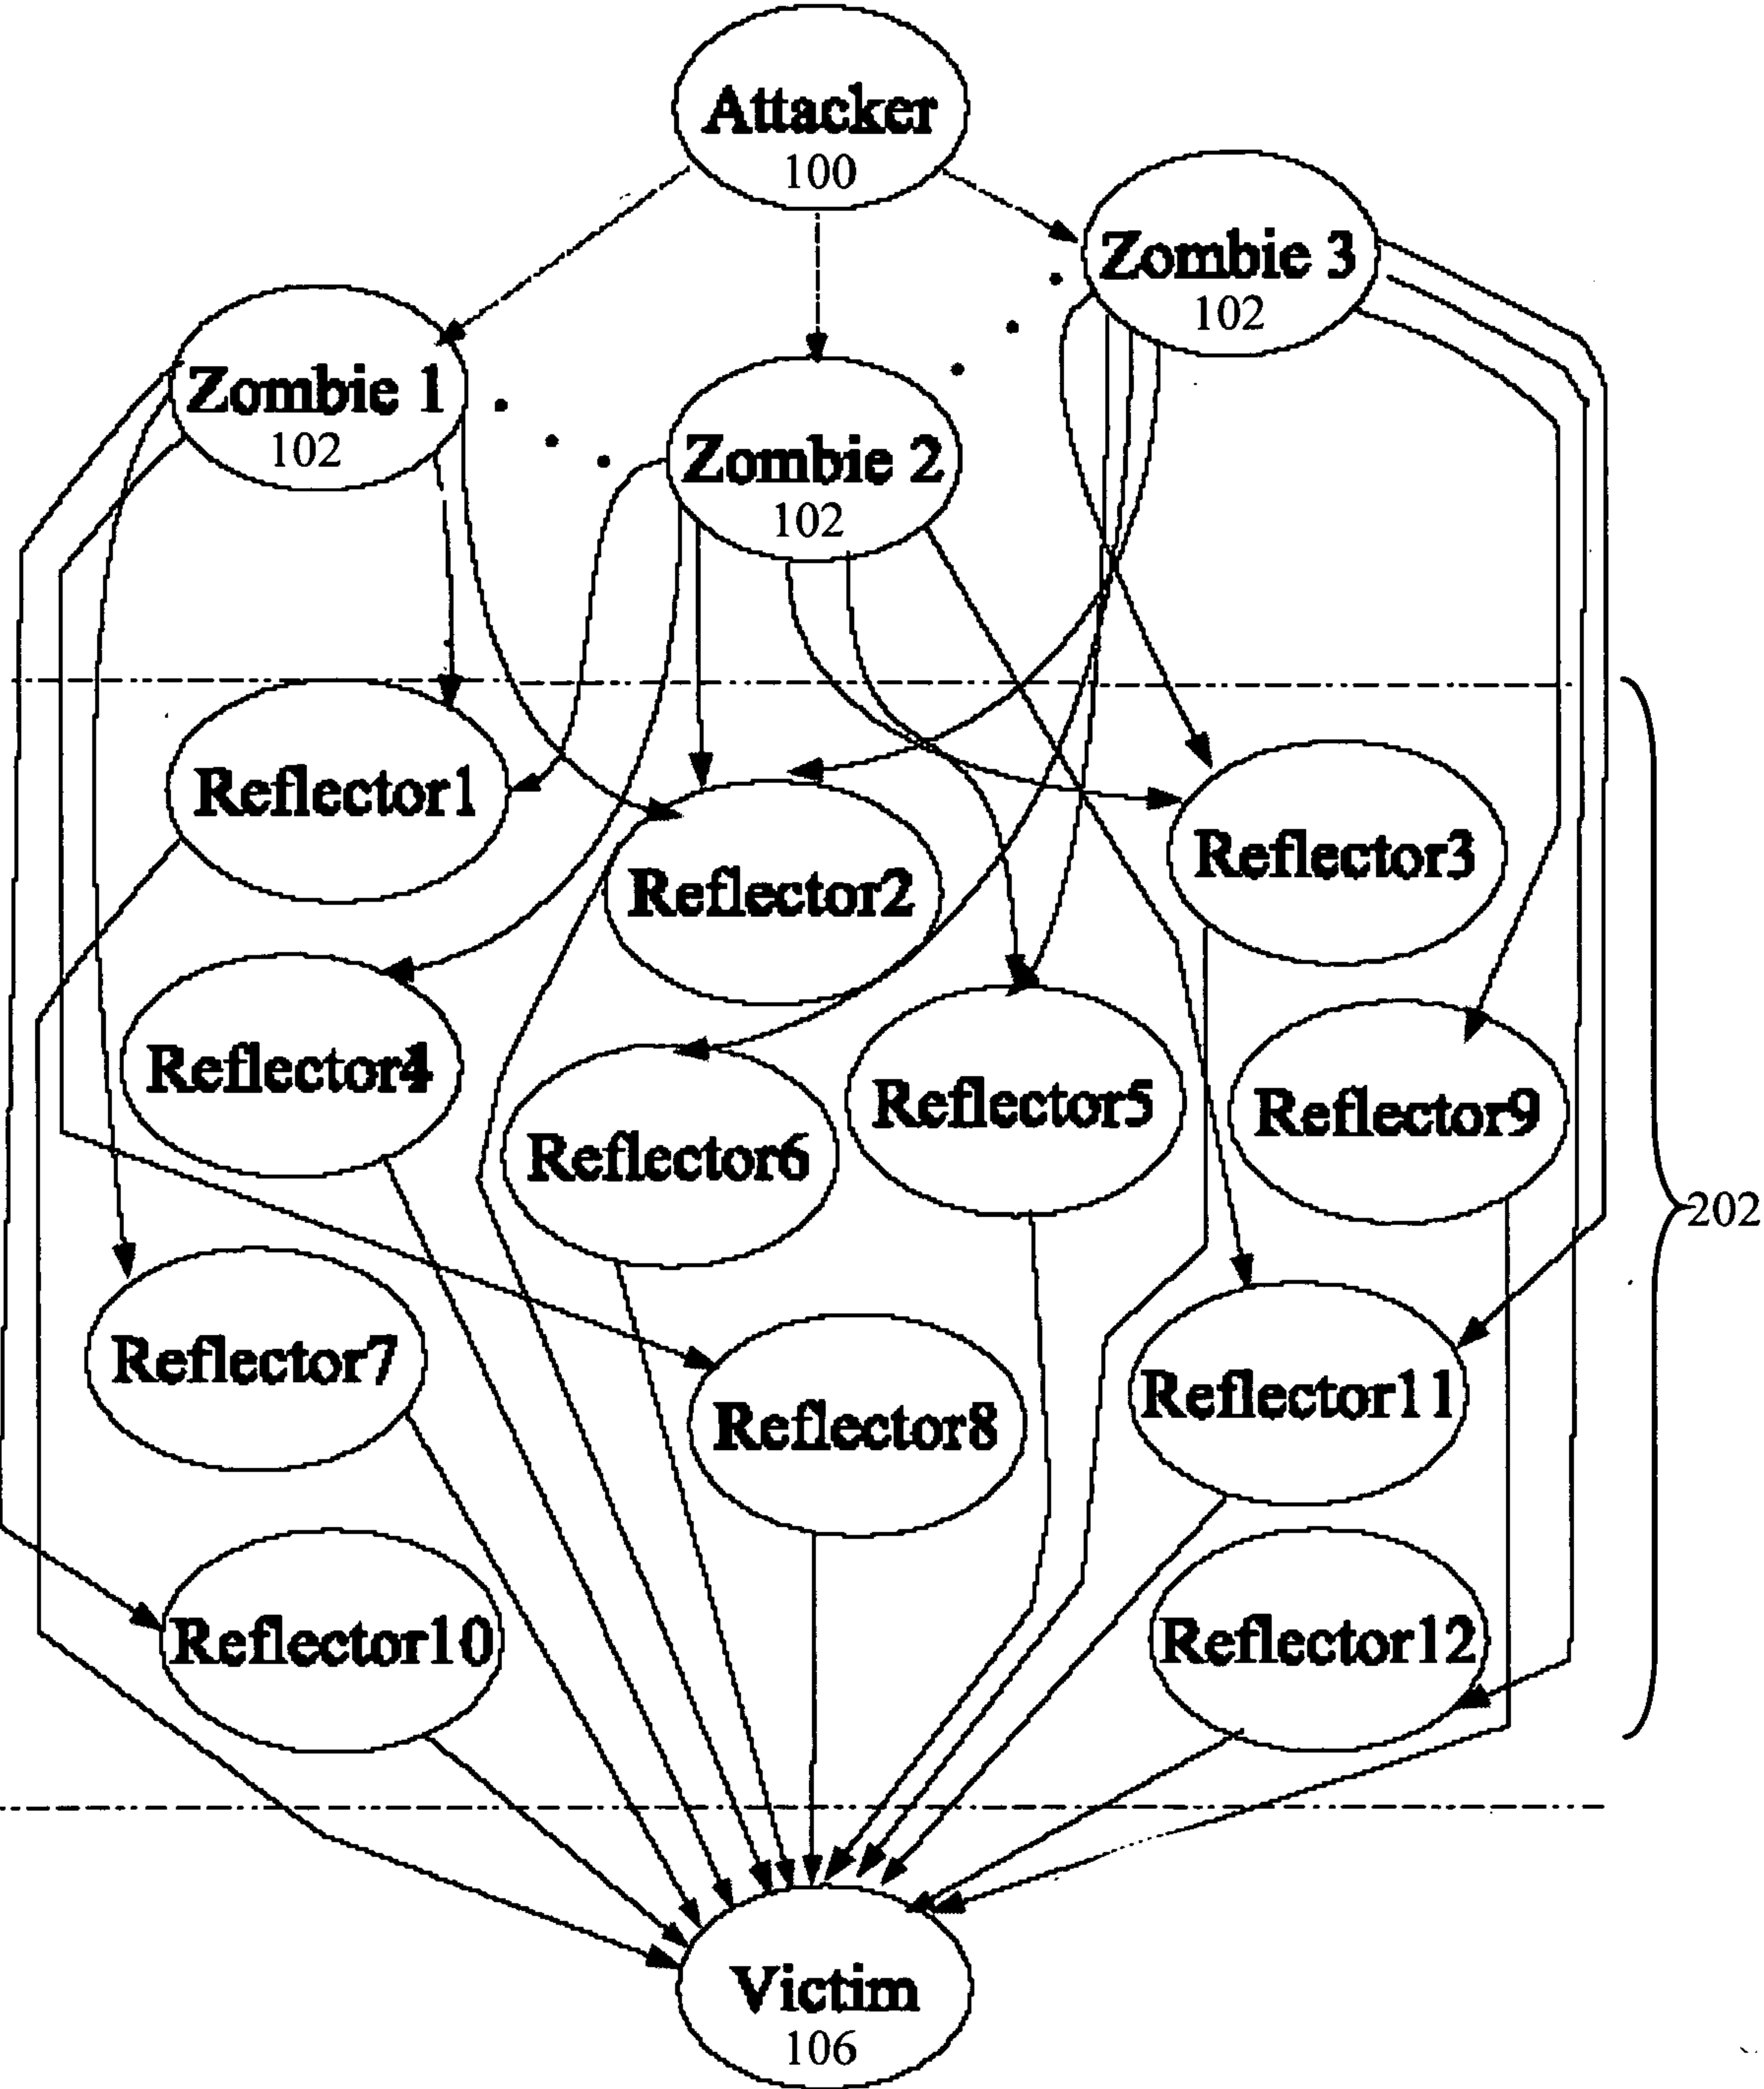 Attacker
100
Zombie 3
102
Zombie 1
102
Zombie 2
102
Reflector1
Reflector2
Reflector3
Reflector4
Reflector5
Reflector6
Reflector9
202
Reflector7
Reflector8
Reflector11
Reflector10
Reflector12
Victim
106